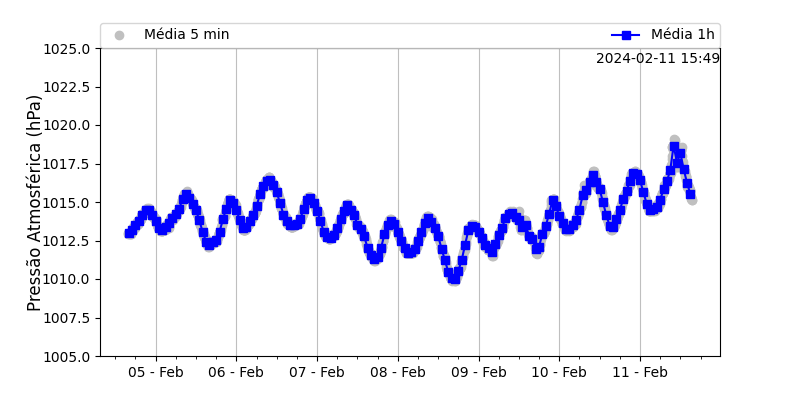 Média 5 min
Média 1h
2024-02-11 15:49
Pressão Atmosférica (hPa)
1025.0
1022.5
1020.0
1017.5
1015.0
1012.5
1010.0
1007.5
1005.0
05 - Feb
06 - Feb
07 - Feb
08 - Feb
09 - Feb
10 - Feb
11 - Feb